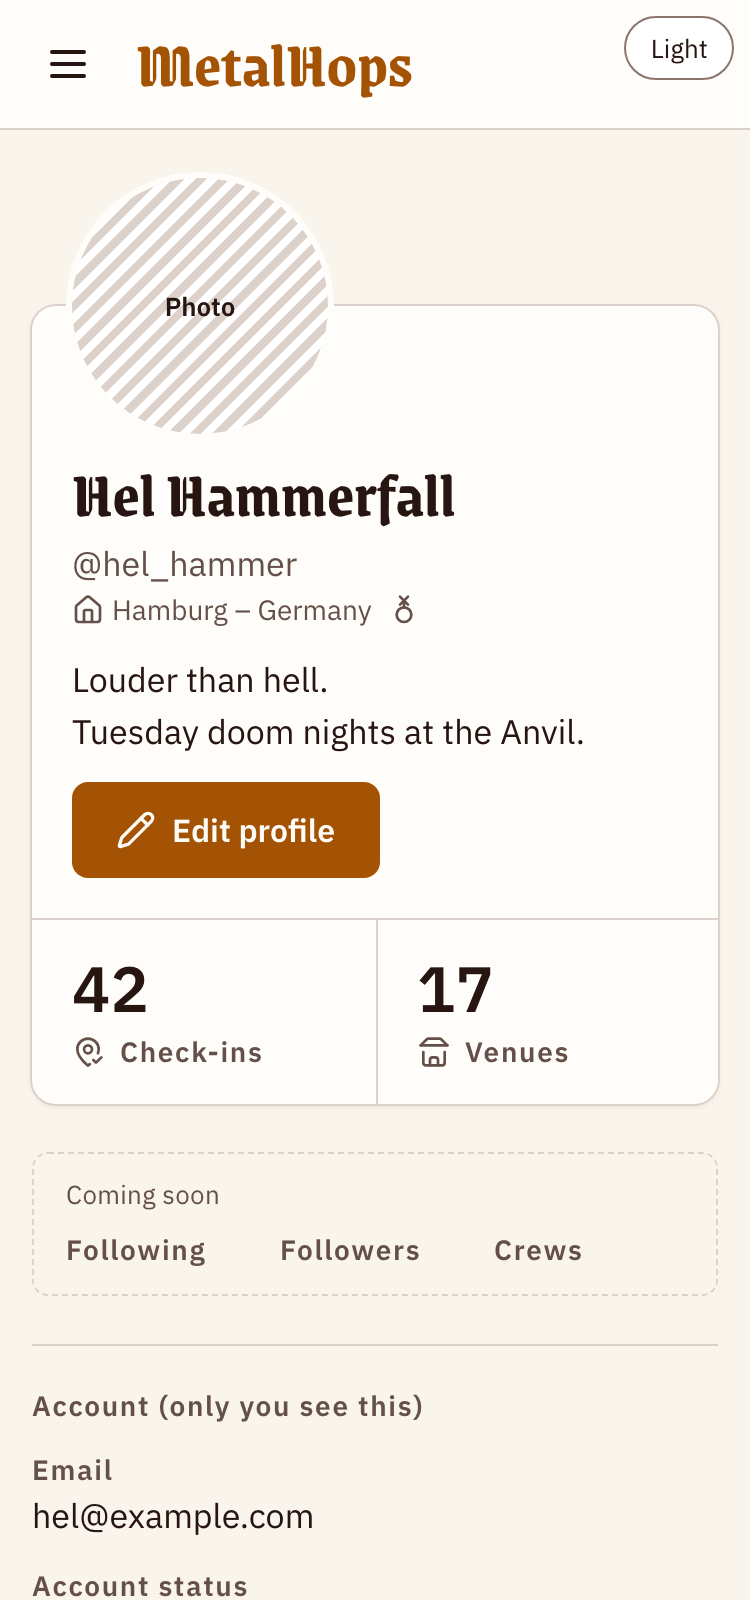 MetalHops
Light
Photo
Hel Hammerfall
@hel_hammer
Hamburg – Germany
Louder than hell.
Tuesday doom nights at the Anvil.
Edit profile
42
Check-ins
17
Venues
Coming soon
Following Followers Crews
Account (only you see this)
Email
hel@example.com
Account status